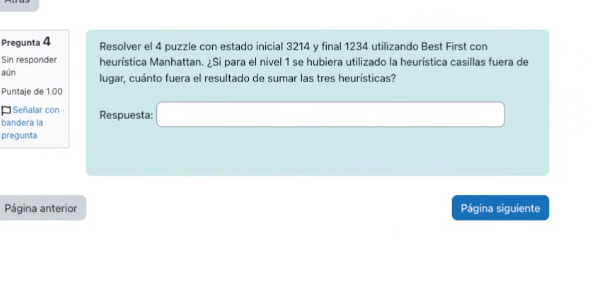 Atrás
Pregunta 4
Sin responder
aún
Puntaje de 1.00
Señalar con
bandera la
pregunta
Resolver el 4 puzzle con estado inicial 3214 y final 1234 utilizando Best First con
heurística Manhattan. ¿Si para el nivel 1 se hubiera utilizado la heurística casillas fuera de
lugar, cuánto fuera el resultado de sumar las tres heurísticas?
Respuesta:
Página anterior
Página siguiente